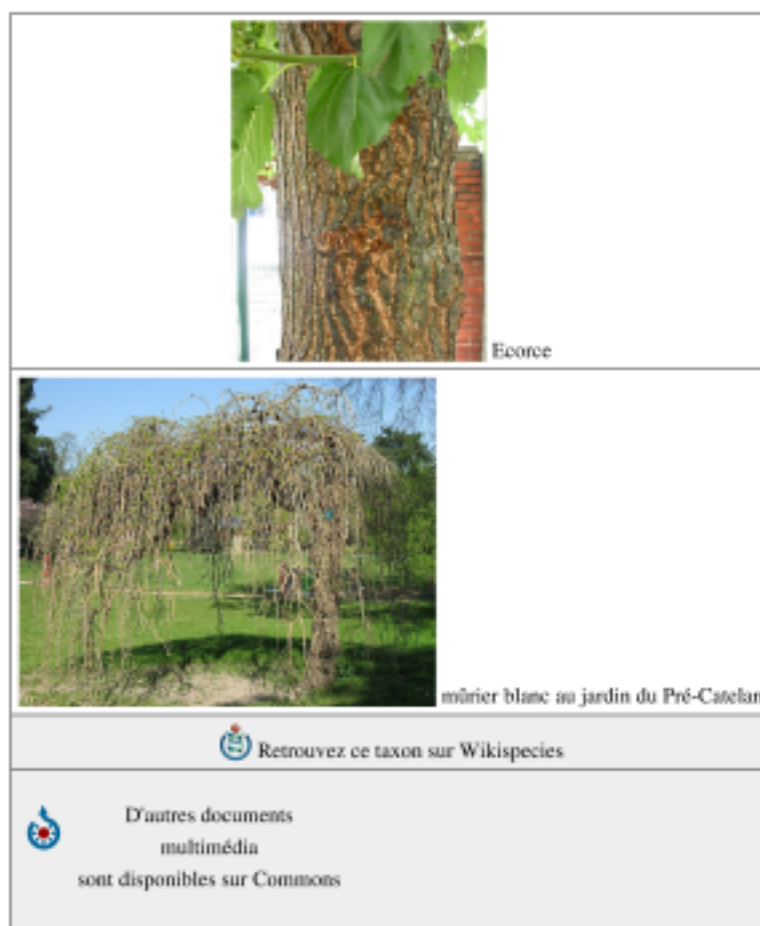 Ecorce
mûrier blanc au jardin du Pré-Catelan
Retrouvez ce taxon sur Wikispecies
D'autres documents
multimédia
sont disponibles sur Commons